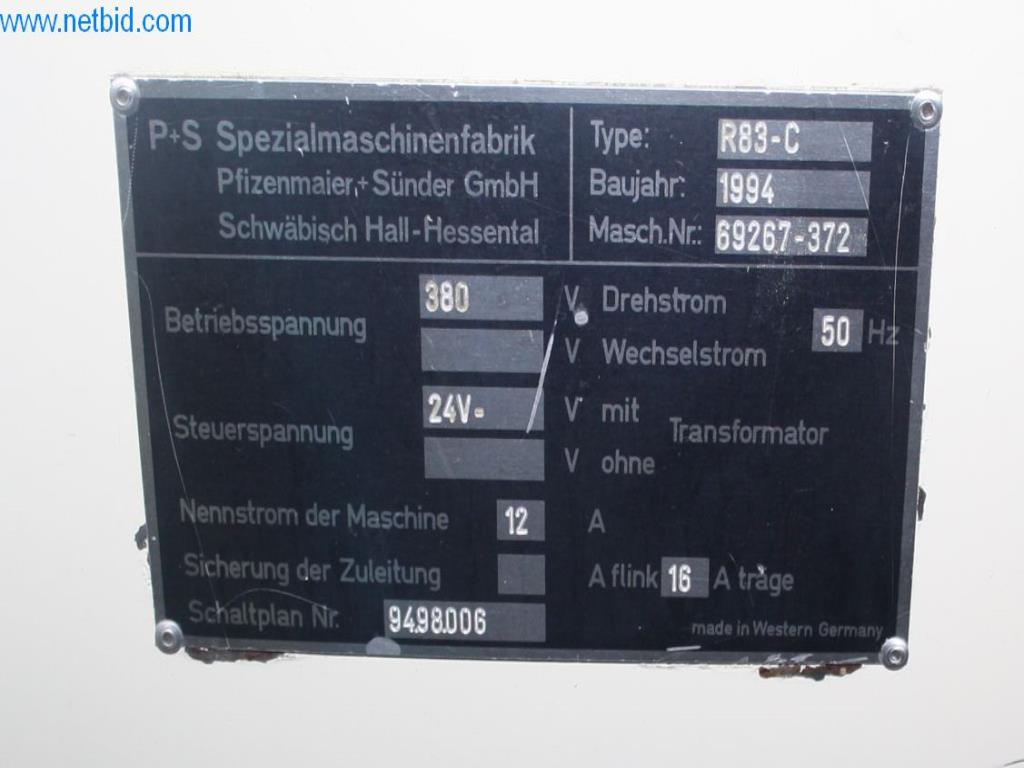 www.netbid.com
P+S Spezialmaschinenfabrik
Pfizenmaier + Sünder GmbH
Schwäbisch Hall-Hessental
Type: R83-C
Baujahr: 1994
Masch.Nr.: 69267-372
Betriebsspannung
380 V Drehstrom
V Wechselstrom
50 Hz
Steuerspannung
24V= V mit
V ohne
Transformator
Nennstrom der Maschine 12 A
Sicherung der Zuleitung A flink 16 A träge
Schaltplan Nr. 9498.006
made in Western Germany